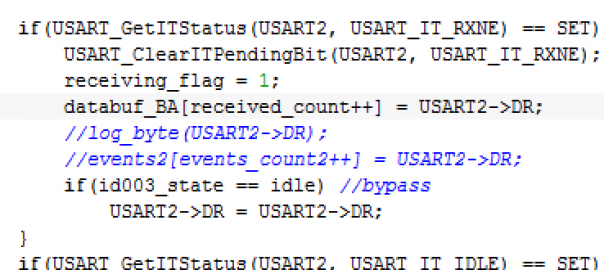 if(USART_GetITStatus(USART2, USART_IT_RXNE) == SET)
USART_ClearITPendingBit(USART2, USART_IT_RXNE);
receiving_flag = 1;
databuf_BA[received_count++] = USART2->DR;
//log_byte(USART2->DR);
//events2[events_count2++] = USART2->DR;
if(id003_state == idle) //bypass
USART2->DR = USART2->DR;
}
if(USART_GetITStatus(USART2, USART_IT_IDLE) == SET)